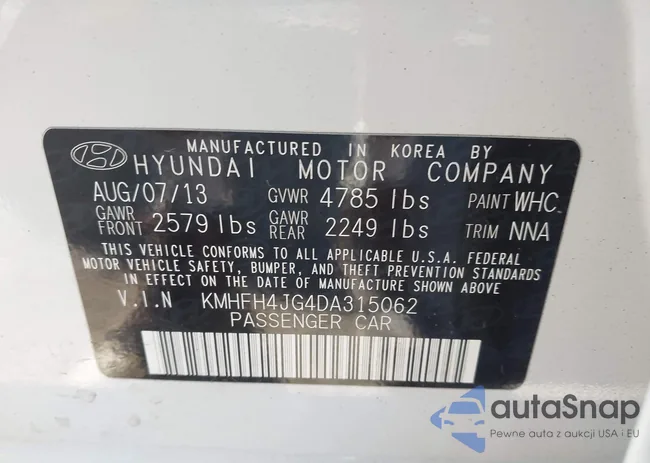 MANUFACTURED IN KOREA BY
HYUNDAI MOTOR COMPANY
AUG/07/13 GVWR 4785 lbs PAINT WHC
GAWR FRONT 2579 lbs GAWR REAR 2249 lbs TRIM NNA
THIS VEHICLE CONFORMS TO ALL APPLICABLE U.S.A. FEDERAL
MOTOR VEHICLE SAFETY, BUMPER, AND THEFT PREVENTION STANDARDS
IN EFFECT ON THE DATE OF MANUFACTURE SHOWN ABOVE
V.I.N KMHFH4JG4DA315062
PASSENGER CAR
autaSnap
Pewne auta z aukcji USA i EU